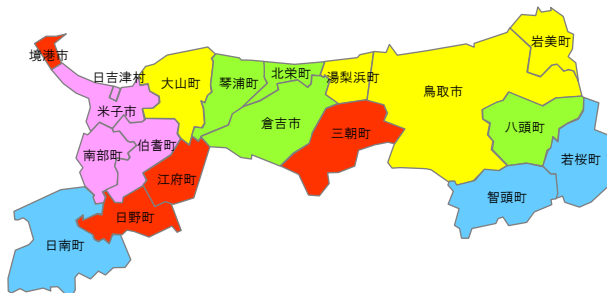 境港市
日吉津村
米子市
大山町
琴浦町
北栄町
湯梨浜町
鳥取市
岩美町
南部町
伯耆町
倉吉市
三朝町
八頭町
若桜町
江府町
智頭町
日野町
日南町